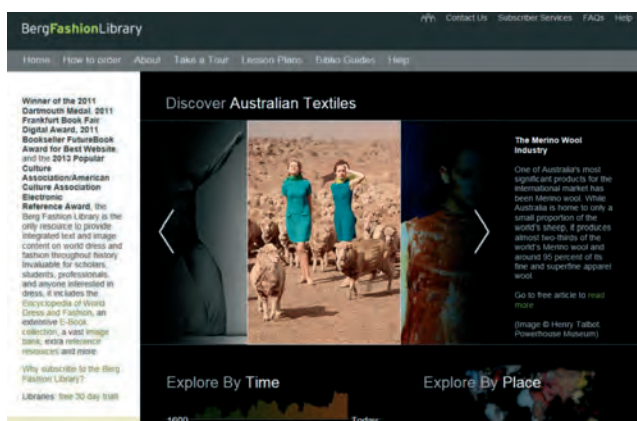 BergFashionLibrary
Contact Us Subscriber Services FAQs Help
Home How to order About Take a Tour Lesson Plans Biblio Guides Help
Winner of the 2011
Dartmouth Medal, 2011
Frankfurt Book Fair
Digital Award, 2011
Bookseller FutureBook
Award for Best Website,
and the 2013 Popular
Culture
Association/American
Culture Association
Electronic
Reference Award, the
Berg Fashion Library is the
only resource to provide
integrated text and image
content on world dress and
fashion throughout history.
Invaluable for scholars,
students, professionals,
and anyone interested in
dress, it includes the
Encyclopedia of World
Dress and Fashion, an
extensive E-Book
collection, a vast image
bank, extra reference
resources and more.
Why subscribe to the Berg
Fashion Library?
Libraries: free 30 day trial!
Discover Australian Textiles
The Merino Wool
Industry
One of Australia's most
significant products for the
international market has
been Merino wool. While
Australia is home to only a
small proportion of the
world's sheep, it produces
almost two-thirds of the
world's Merino wool and
around 95 percent of its
fine and superfine apparel
wool.
Go to free article to read
more
(Image © Henry Talbot
Powerhouse Museum)
Explore By Time
1600 Today
Explore By Place